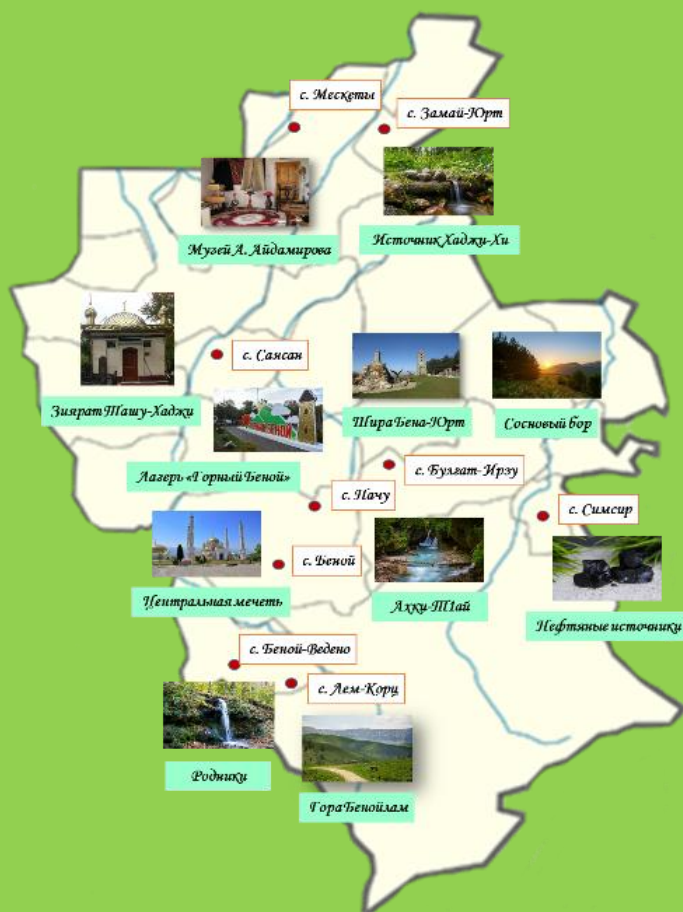 с. Мескеты
с. Замай-Юрт
Музей А. Айдамирова
Источник Хаджи-Хи
с. Саясан
Зиярат Ташу-Хаджи
Шира Бена-Юрт
Сосновый бор
Лагерь «Горный Беной»
с. Булгат-Ирзу
с. Пачу
с. Симсир
с. Беной
Центральная мечеть
Ахки-Т1ай
Нефтяные источники
с. Беной-Ведено
с. Лем-Корц
Родники
Гора Бенойлам